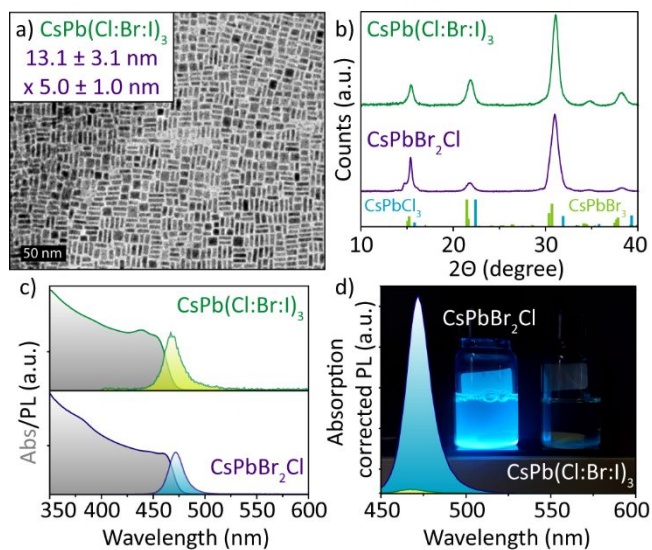 a) CsPb(Cl:Br:I)₃
13.1 ± 3.1 nm
x 5.0 ± 1.0 nm
50 nm
b)
CsPb(Cl:Br:I)₃
CsPbBr₂Cl
CsPbCl₃
CsPbBr₃
Counts (a.u.)
10 20 30 40
2Θ (degree)
c)
CsPb(Cl:Br:I)₃
CsPbBr₂Cl
Abs/PL (a.u.)
350 400 450 500 550 600
Wavelength (nm)
d)
CsPbBr₂Cl
CsPb(Cl:Br:I)₃
Absorption
corrected PL (a.u.)
450 500 550 600
Wavelength (nm)